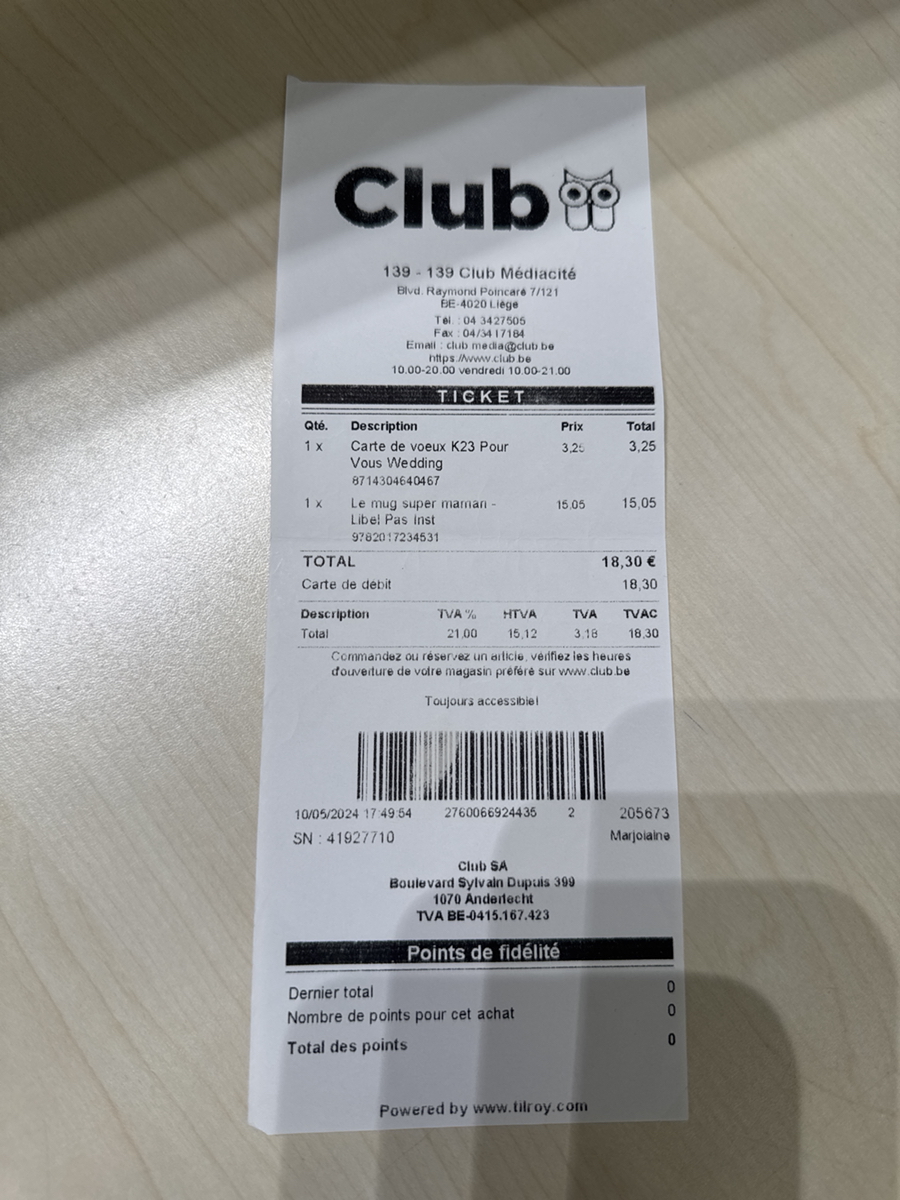 Club
139 - 139 Club Médiacité
Blvd. Raymond Poincaré 7/121
BE-4020 Liège
Tel. : 04 3427505
Fax : 04/3417184
Email : club.media@club.be
https://www.club.be
10.00-20.00 vendredi 10.00-21.00
TICKET
Qté. Description Prix Total
1 x Carte de voeux K23 Pour 3,25 3,25
Vous Wedding
8714304640467
1 x Le mug super maman - 15,05 15,05
Libel Pas Inst
9782017234531
TOTAL 18,30 €
Carte de débit 18,30
Description TVA % HTVA TVA TVAC
Total 21,00 15,12 3,18 18,30
Commandez ou réservez un article, vérifiez les heures
d'ouverture de votre magasin préféré sur www.club.be
Toujours accessible!
10/05/2024 17:49:54 2760066924435 2 205673
SN : 41927710 Marjolaine
Club SA
Boulevard Sylvain Dupuis 399
1070 Anderlecht
TVA BE-0415.167.423
Points de fidélité
Dernier total 0
Nombre de points pour cet achat 0
Total des points 0
Powered by www.tilroy.com